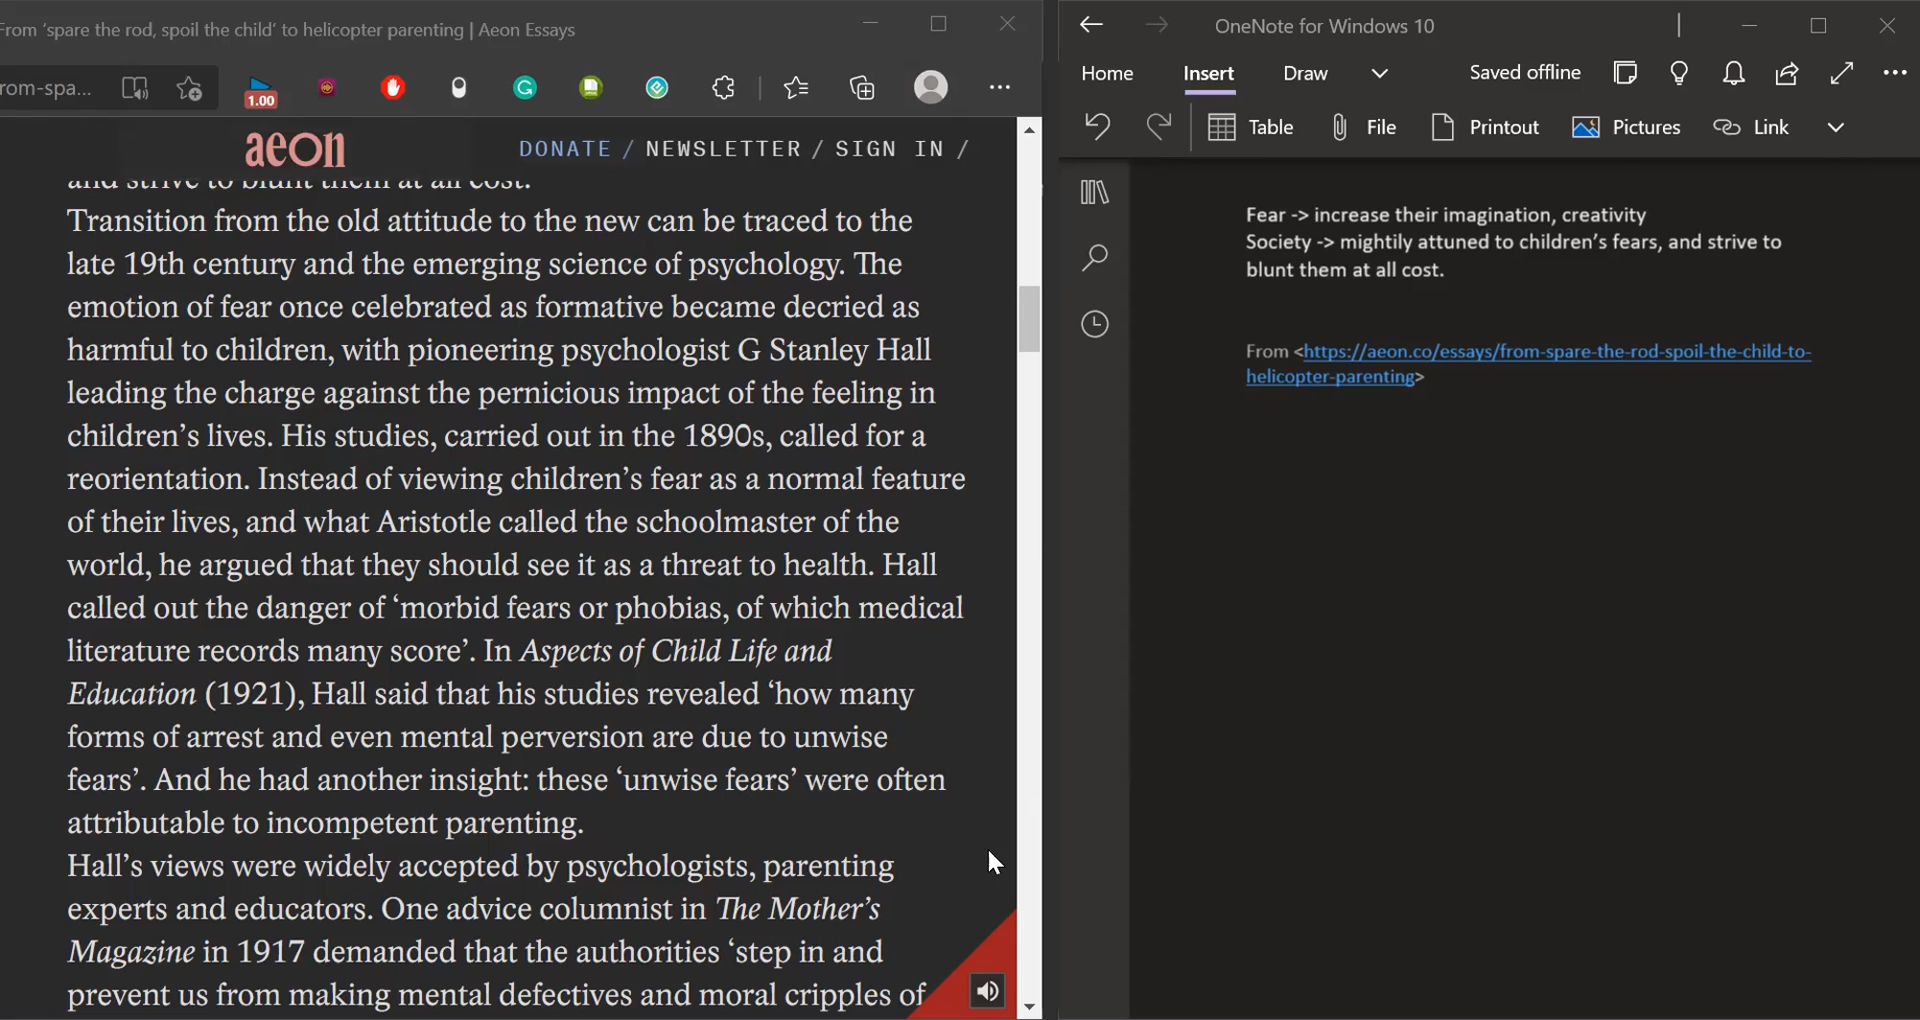 From ‘spare the rod, spoil the child’ to helicopter parenting | Aeon Essays
rom-spa...
1.00
aeon
DONATE / NEWSLETTER / SIGN IN /
and strive to blunt them at all cost.
Transition from the old attitude to the new can be traced to the
late 19th century and the emerging science of psychology. The
emotion of fear once celebrated as formative became decried as
harmful to children, with pioneering psychologist G Stanley Hall
leading the charge against the pernicious impact of the feeling in
children’s lives. His studies, carried out in the 1890s, called for a
reorientation. Instead of viewing children’s fear as a normal feature
of their lives, and what Aristotle called the schoolmaster of the
world, he argued that they should see it as a threat to health. Hall
called out the danger of ‘morbid fears or phobias, of which medical
literature records many score’. In Aspects of Child Life and
Education (1921), Hall said that his studies revealed ‘how many
forms of arrest and even mental perversion are due to unwise
fears’. And he had another insight: these ‘unwise fears’ were often
attributable to incompetent parenting.
Hall’s views were widely accepted by psychologists, parenting
experts and educators. One advice columnist in The Mother’s
Magazine in 1917 demanded that the authorities ‘step in and
prevent us from making mental defectives and moral cripples of
OneNote for Windows 10
Home Insert Draw Saved offline
Table File Printout Pictures Link
Fear -> increase their imagination, creativity
Society -> mightily attuned to children’s fears, and strive to
blunt them at all cost.
From <https://aeon.co/essays/from-spare-the-rod-spoil-the-child-to-
helicopter-parenting>